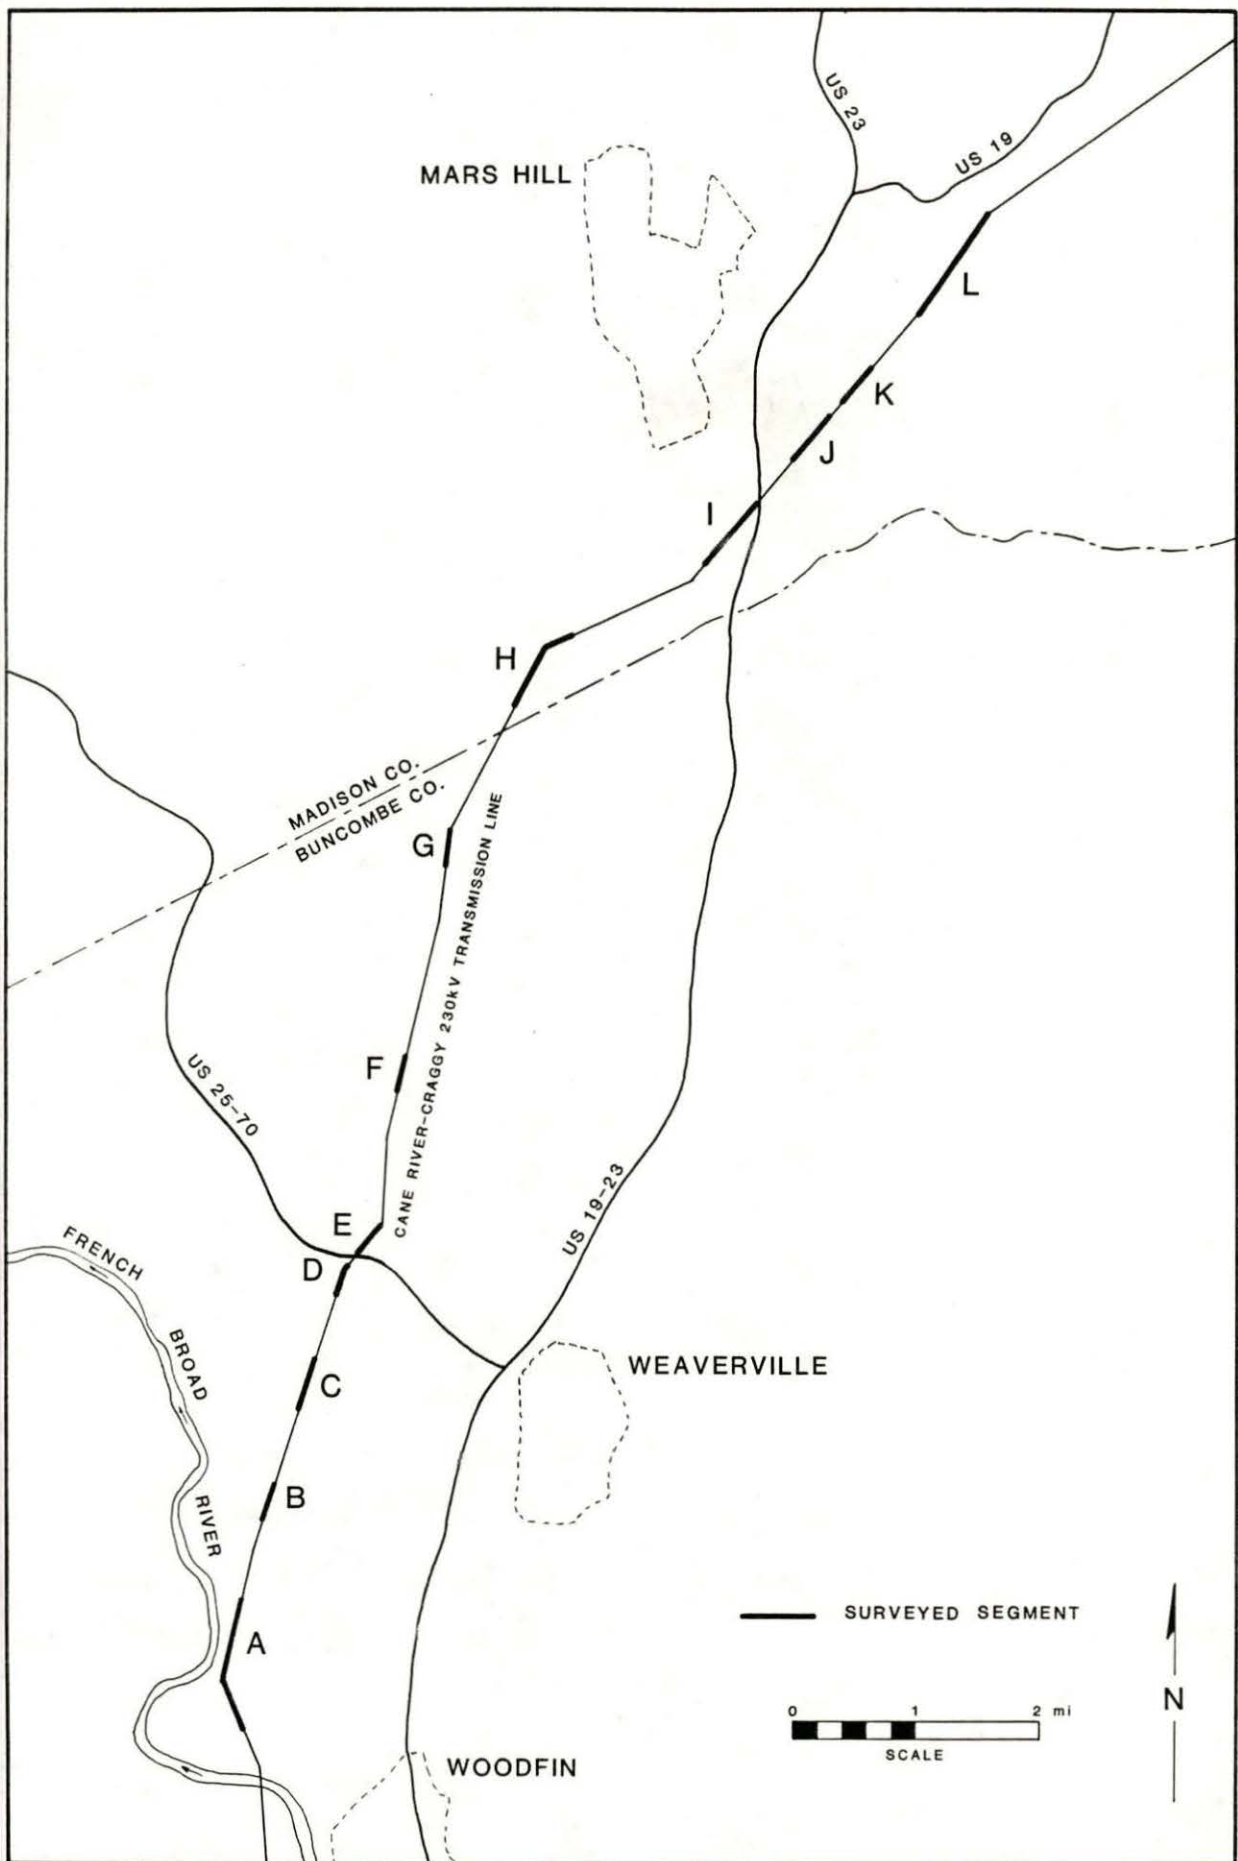 US 23
US 19
MARS HILL
L
K
J
I
H
MADISON CO.
BUNCOMBE CO.
G
CANE RIVER-CRAGGY 230kV TRANSMISSION LINE
F
US 25-70
US 19-23
E
D
FRENCH
BROAD
RIVER
WEAVERVILLE
C
B
A
SURVEYED SEGMENT
N
0 1 2 mi
SCALE
WOODFIN